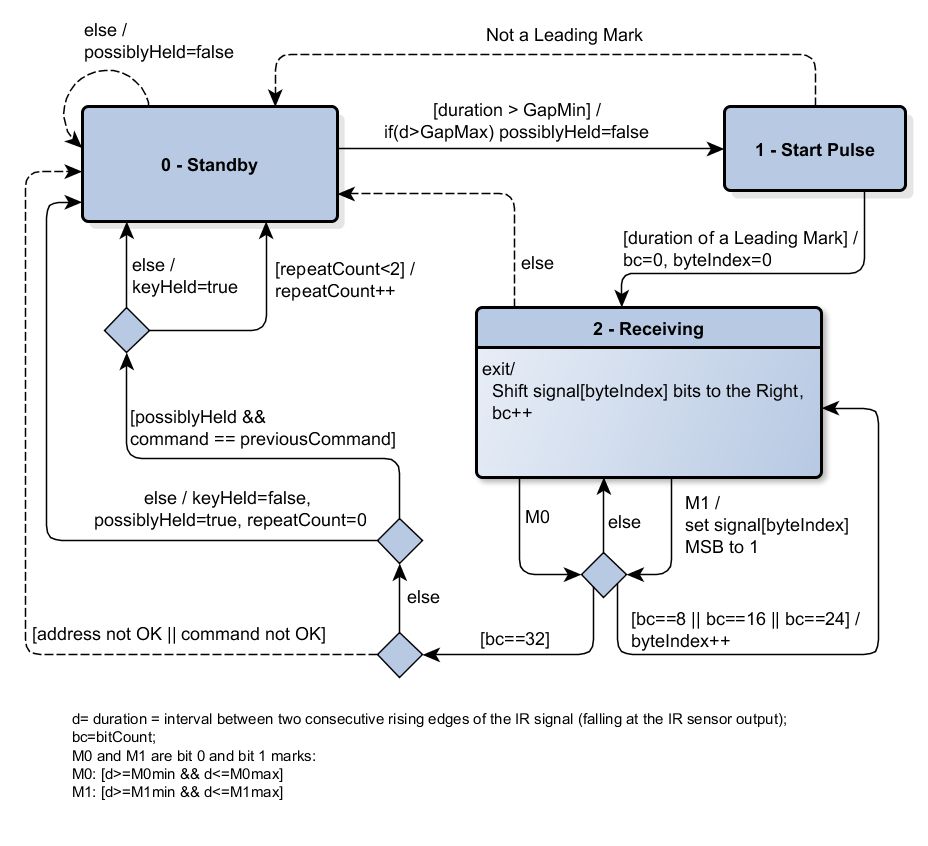 else /
possiblyHeld=false
Not a Leading Mark
[duration > GapMin] /
if(d>GapMax) possiblyHeld=false
0 - Standby
1 - Start Pulse
[duration of a Leading Mark] /
bc=0, byteIndex=0
else /
keyHeld=true
[repeatCount<2] /
repeatCount++
else
2 - Receiving
exit/
Shift signal[byteIndex] bits to the Right,
bc++
[possiblyHeld &&
command == previousCommand]
else / keyHeld=false,
possiblyHeld=true, repeatCount=0
M0
else
M1 /
set signal[byteIndex]
MSB to 1
else
[address not OK || command not OK]
[bc==32]
[bc==8 || bc==16 || bc==24] /
byteIndex++
d= duration = interval between two consecutive rising edges of the IR signal (falling at the IR sensor output);
bc=bitCount;
M0 and M1 are bit 0 and bit 1 marks:
M0: [d>=M0min && d<=M0max]
M1: [d>=M1min && d<=M1max]